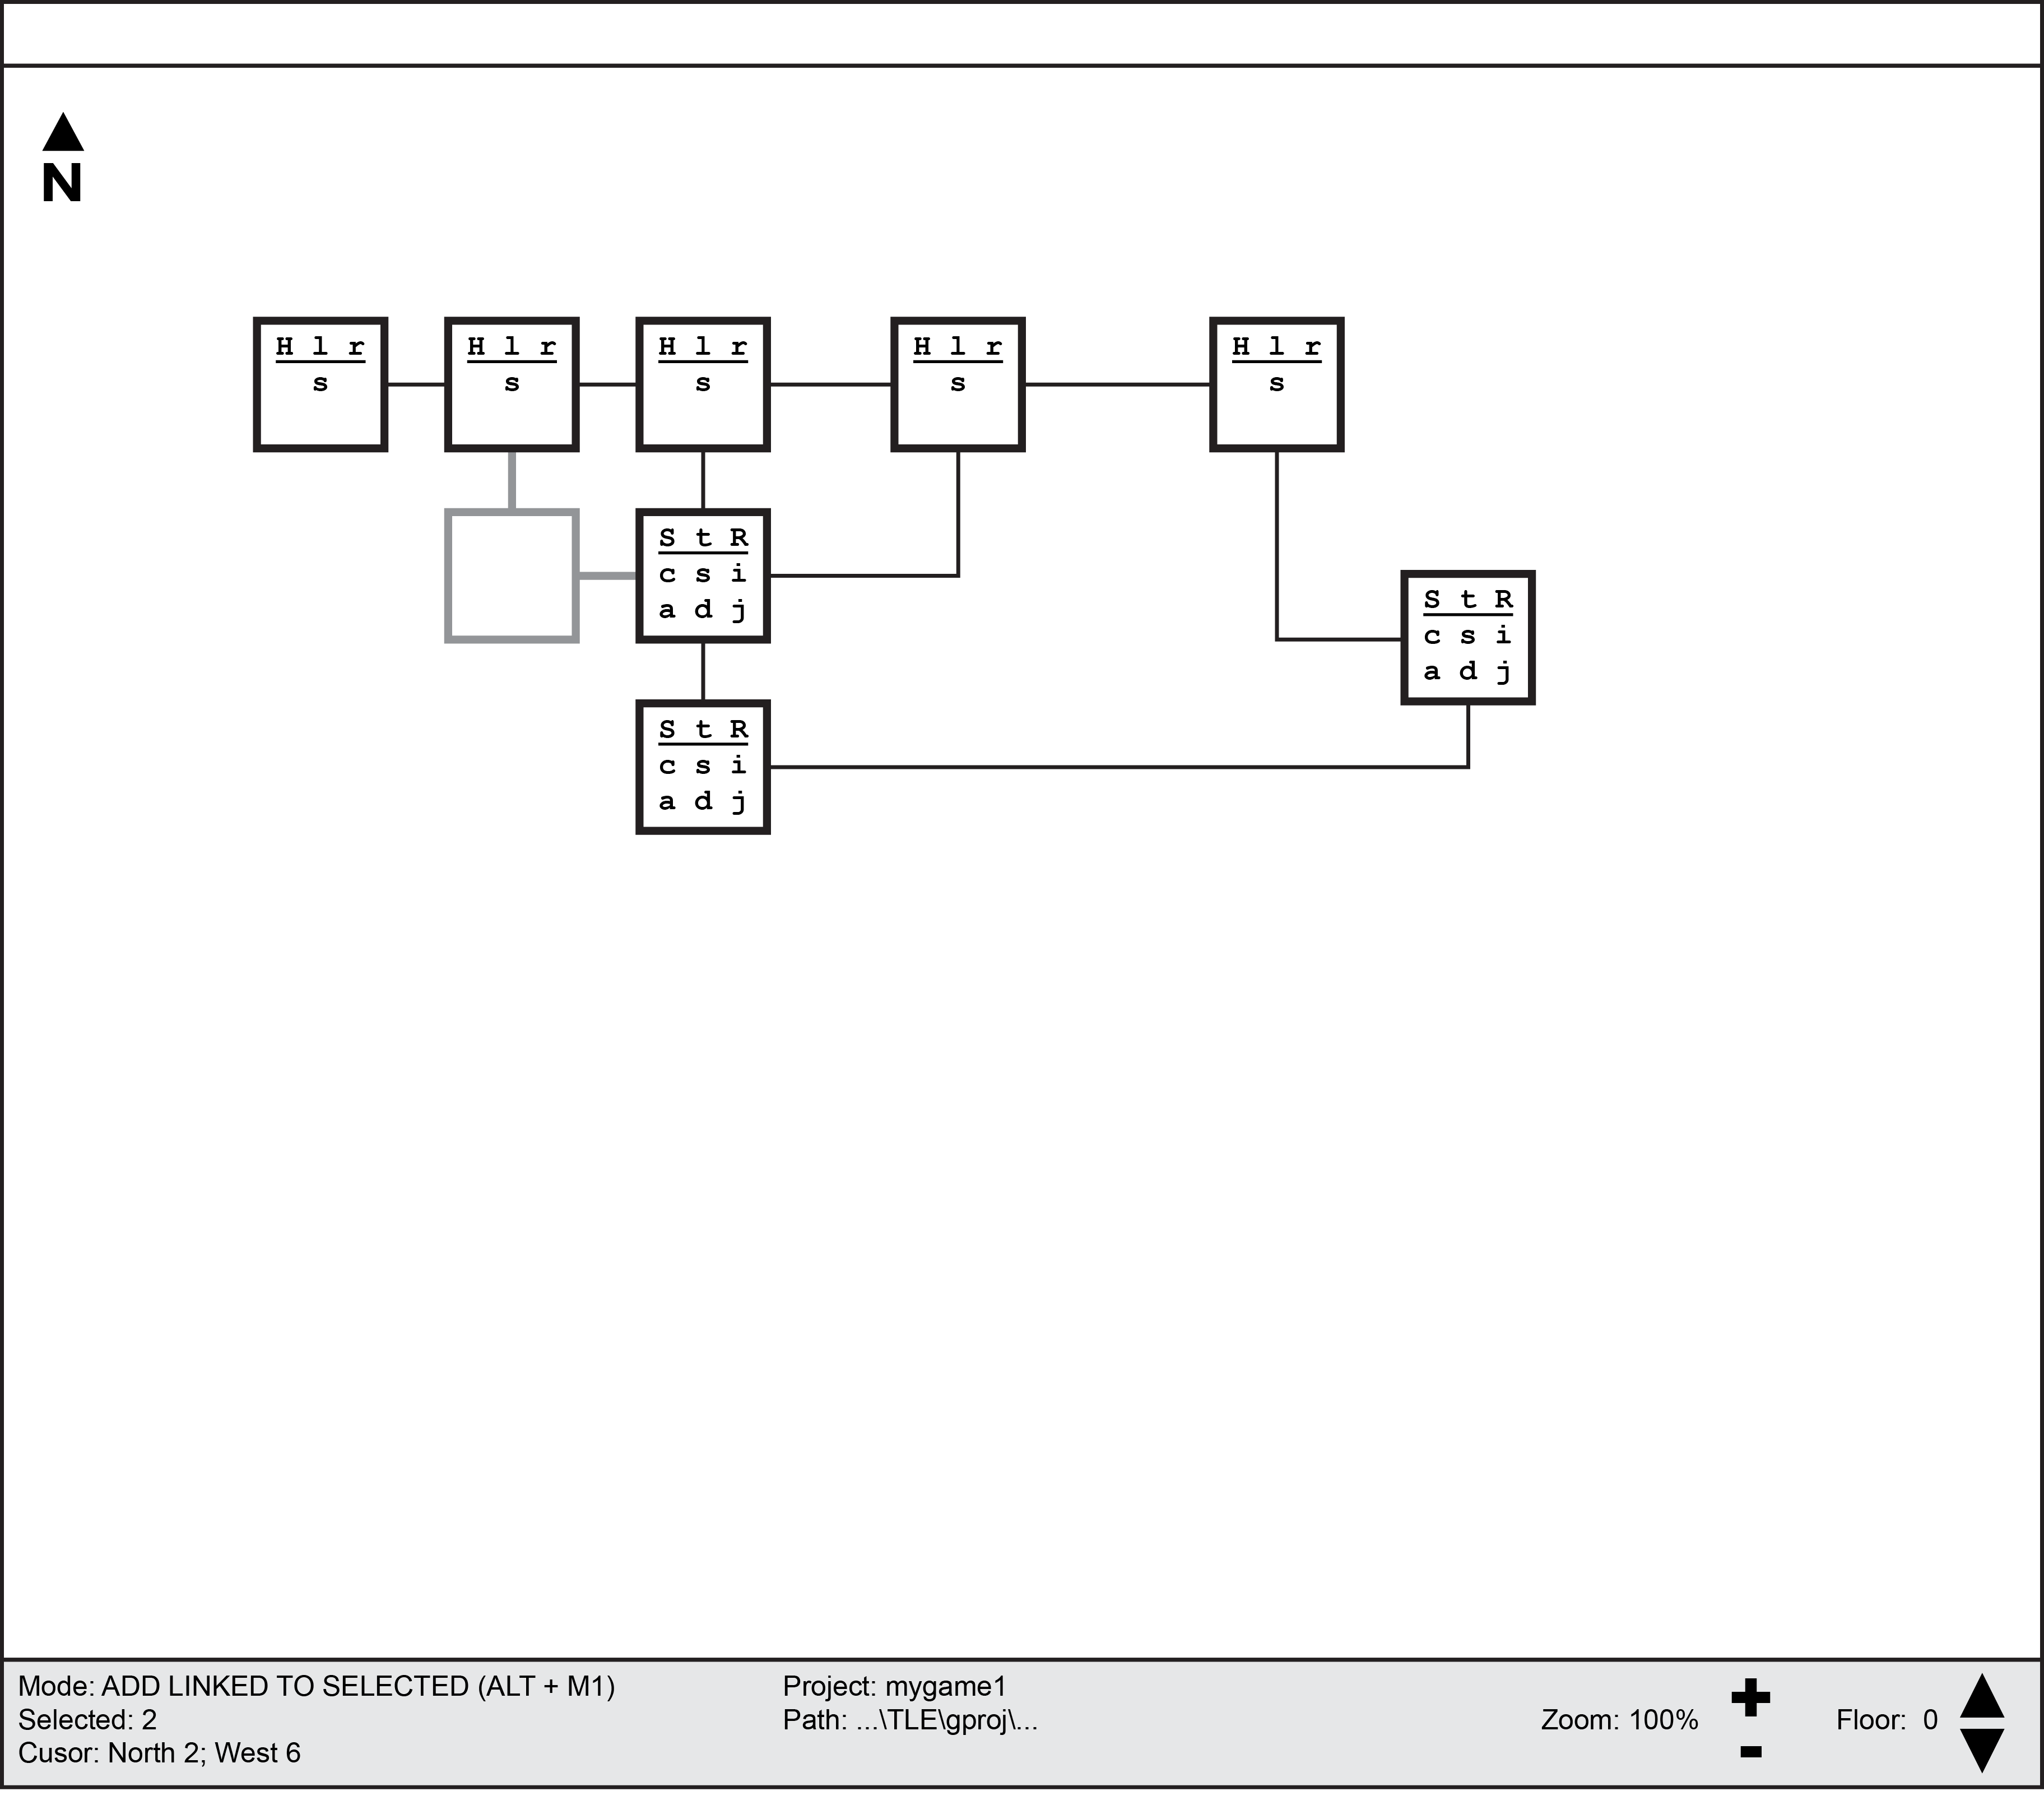 N
H l r
s
H l r
s
H l r
s
H l r
s
H l r
s
S t R
c s i
a d j
S t R
c s i
a d j
S t R
c s i
a d j
Mode: ADD LINKED TO SELECTED (ALT + M1)
Selected: 2
Cusor: North 2; West 6
Project: mygame1
Path: ...\TLE\gproj\...
Zoom: 100%
+
-
Floor: 0